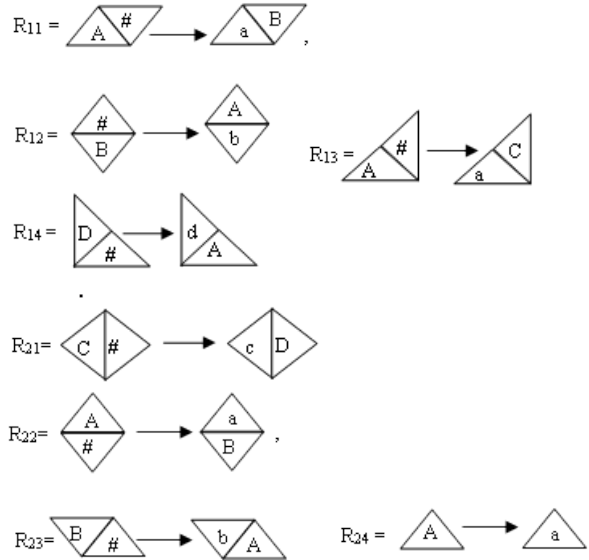 R11 = A # a B ,
R12 = # B A b
R13 = A # a C
R14 = D # d A
.
R21= C # c D
R22= A # a B ,
R23= B # b A
R24 = A a